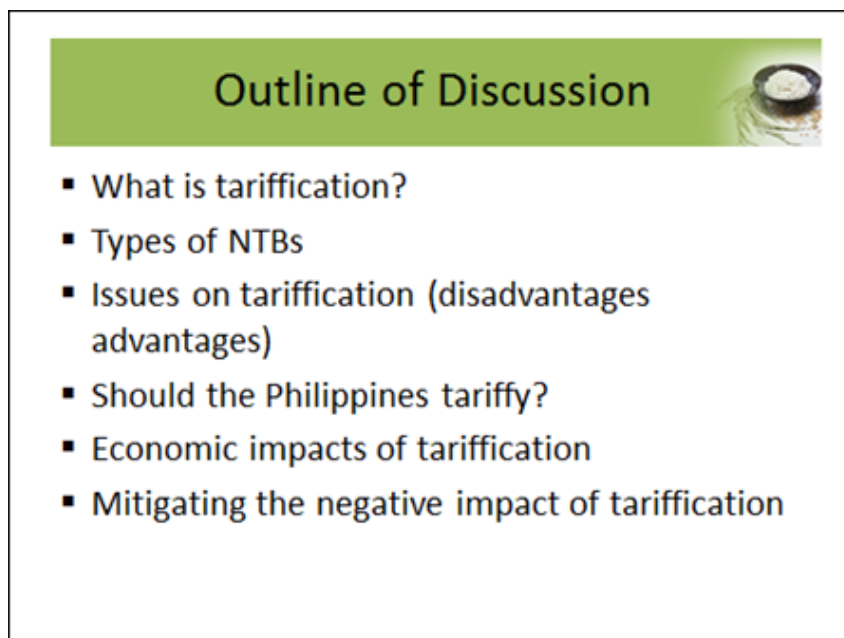 Outline of Discussion
▪ What is tariffication?
▪ Types of NTBs
▪ Issues on tariffication (disadvantages
advantages)
▪ Should the Philippines tariffy?
▪ Economic impacts of tariffication
▪ Mitigating the negative impact of tariffication